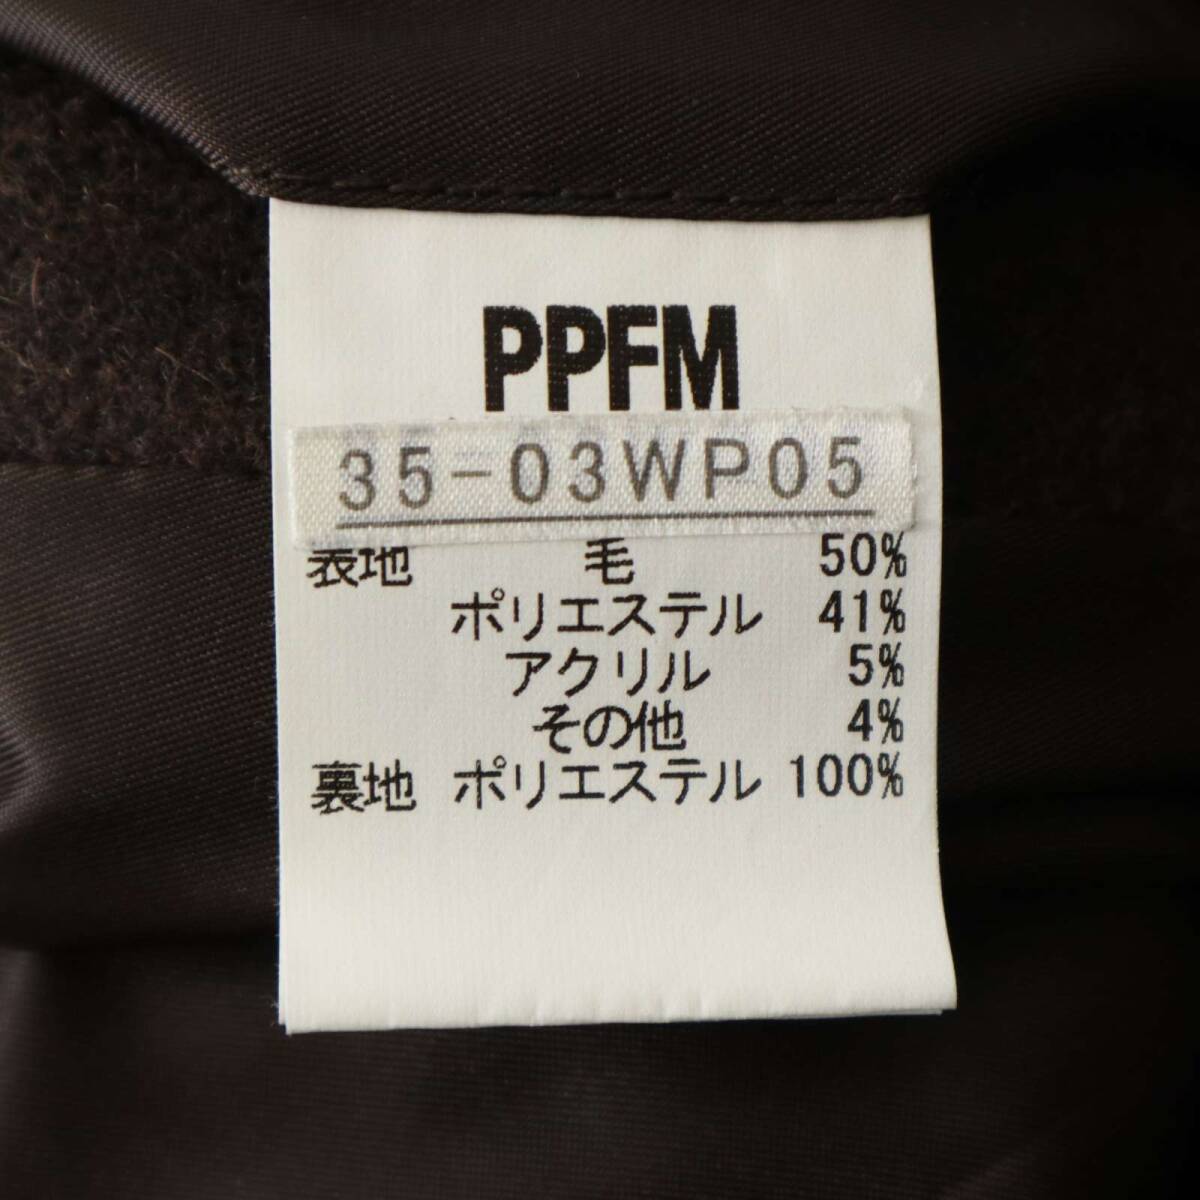 PPFM
35-03WP05
表地 毛 50%
ポリエステル 41%
アクリル 5%
その他 4%
裏地 ポリエステル 100%